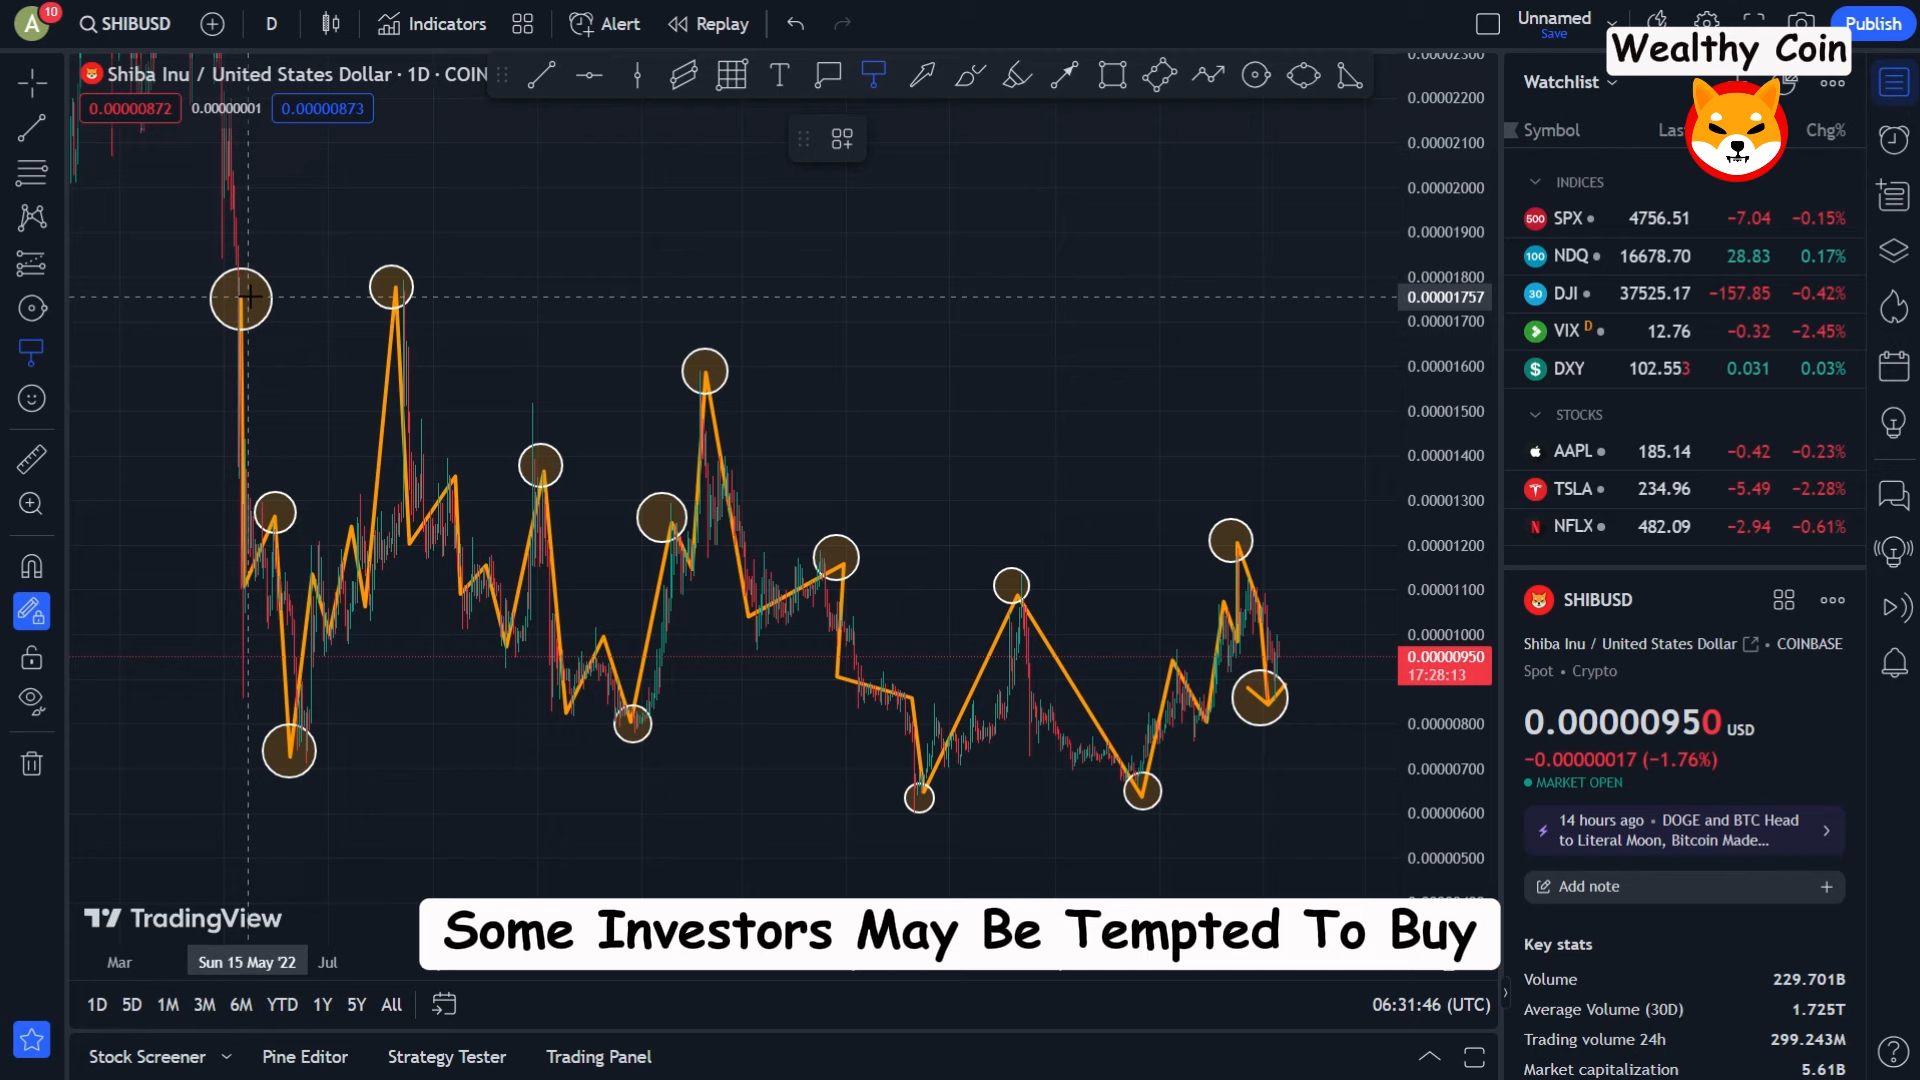 A
10
SHIBUSD
D
Indicators
Alert
Replay
Unnamed
Save
Publish
Wealthy Coin
Shiba Inu / United States Dollar · 1D · COIN
0.00000872
0.00000001
0.00000873
0.00002300
0.00002200
0.00002100
0.00002000
0.00001900
0.00001800
0.00001757
0.00001700
0.00001600
0.00001500
0.00001400
0.00001300
0.00001200
0.00001100
0.00001000
0.00000950
17:28:13
0.00000800
0.00000700
0.00000600
0.00000500
Watchlist
Symbol
Las
Chg%
INDICES
500 SPX 4756.51 −7.04 −0.15%
100 NDQ 16678.70 28.83 0.17%
30 DJI 37525.17 −157.85 −0.42%
VIX D 12.76 −0.32 −2.45%
$ DXY 102.553 0.031 0.03%
STOCKS
AAPL 185.14 −0.42 −0.23%
TSLA 234.96 −5.49 −2.28%
NFLX 482.09 −2.94 −0.61%
SHIBUSD
Shiba Inu / United States Dollar • COINBASE
Spot • Crypto
0.00000950 USD
−0.00000017 (−1.76%)
MARKET OPEN
14 hours ago • DOGE and BTC Head
to Literal Moon, Bitcoin Made...
Add note
Key stats
Volume 229.701B
Average Volume (30D) 1.725T
Trading volume 24h 299.243M
Market capitalization 5.61B
TradingView
Some Investors May Be Tempted To Buy
Mar
Sun 15 May '22
Jul
1D 5D 1M 3M 6M YTD 1Y 5Y All
06:31:46 (UTC)
Stock Screener
Pine Editor
Strategy Tester
Trading Panel